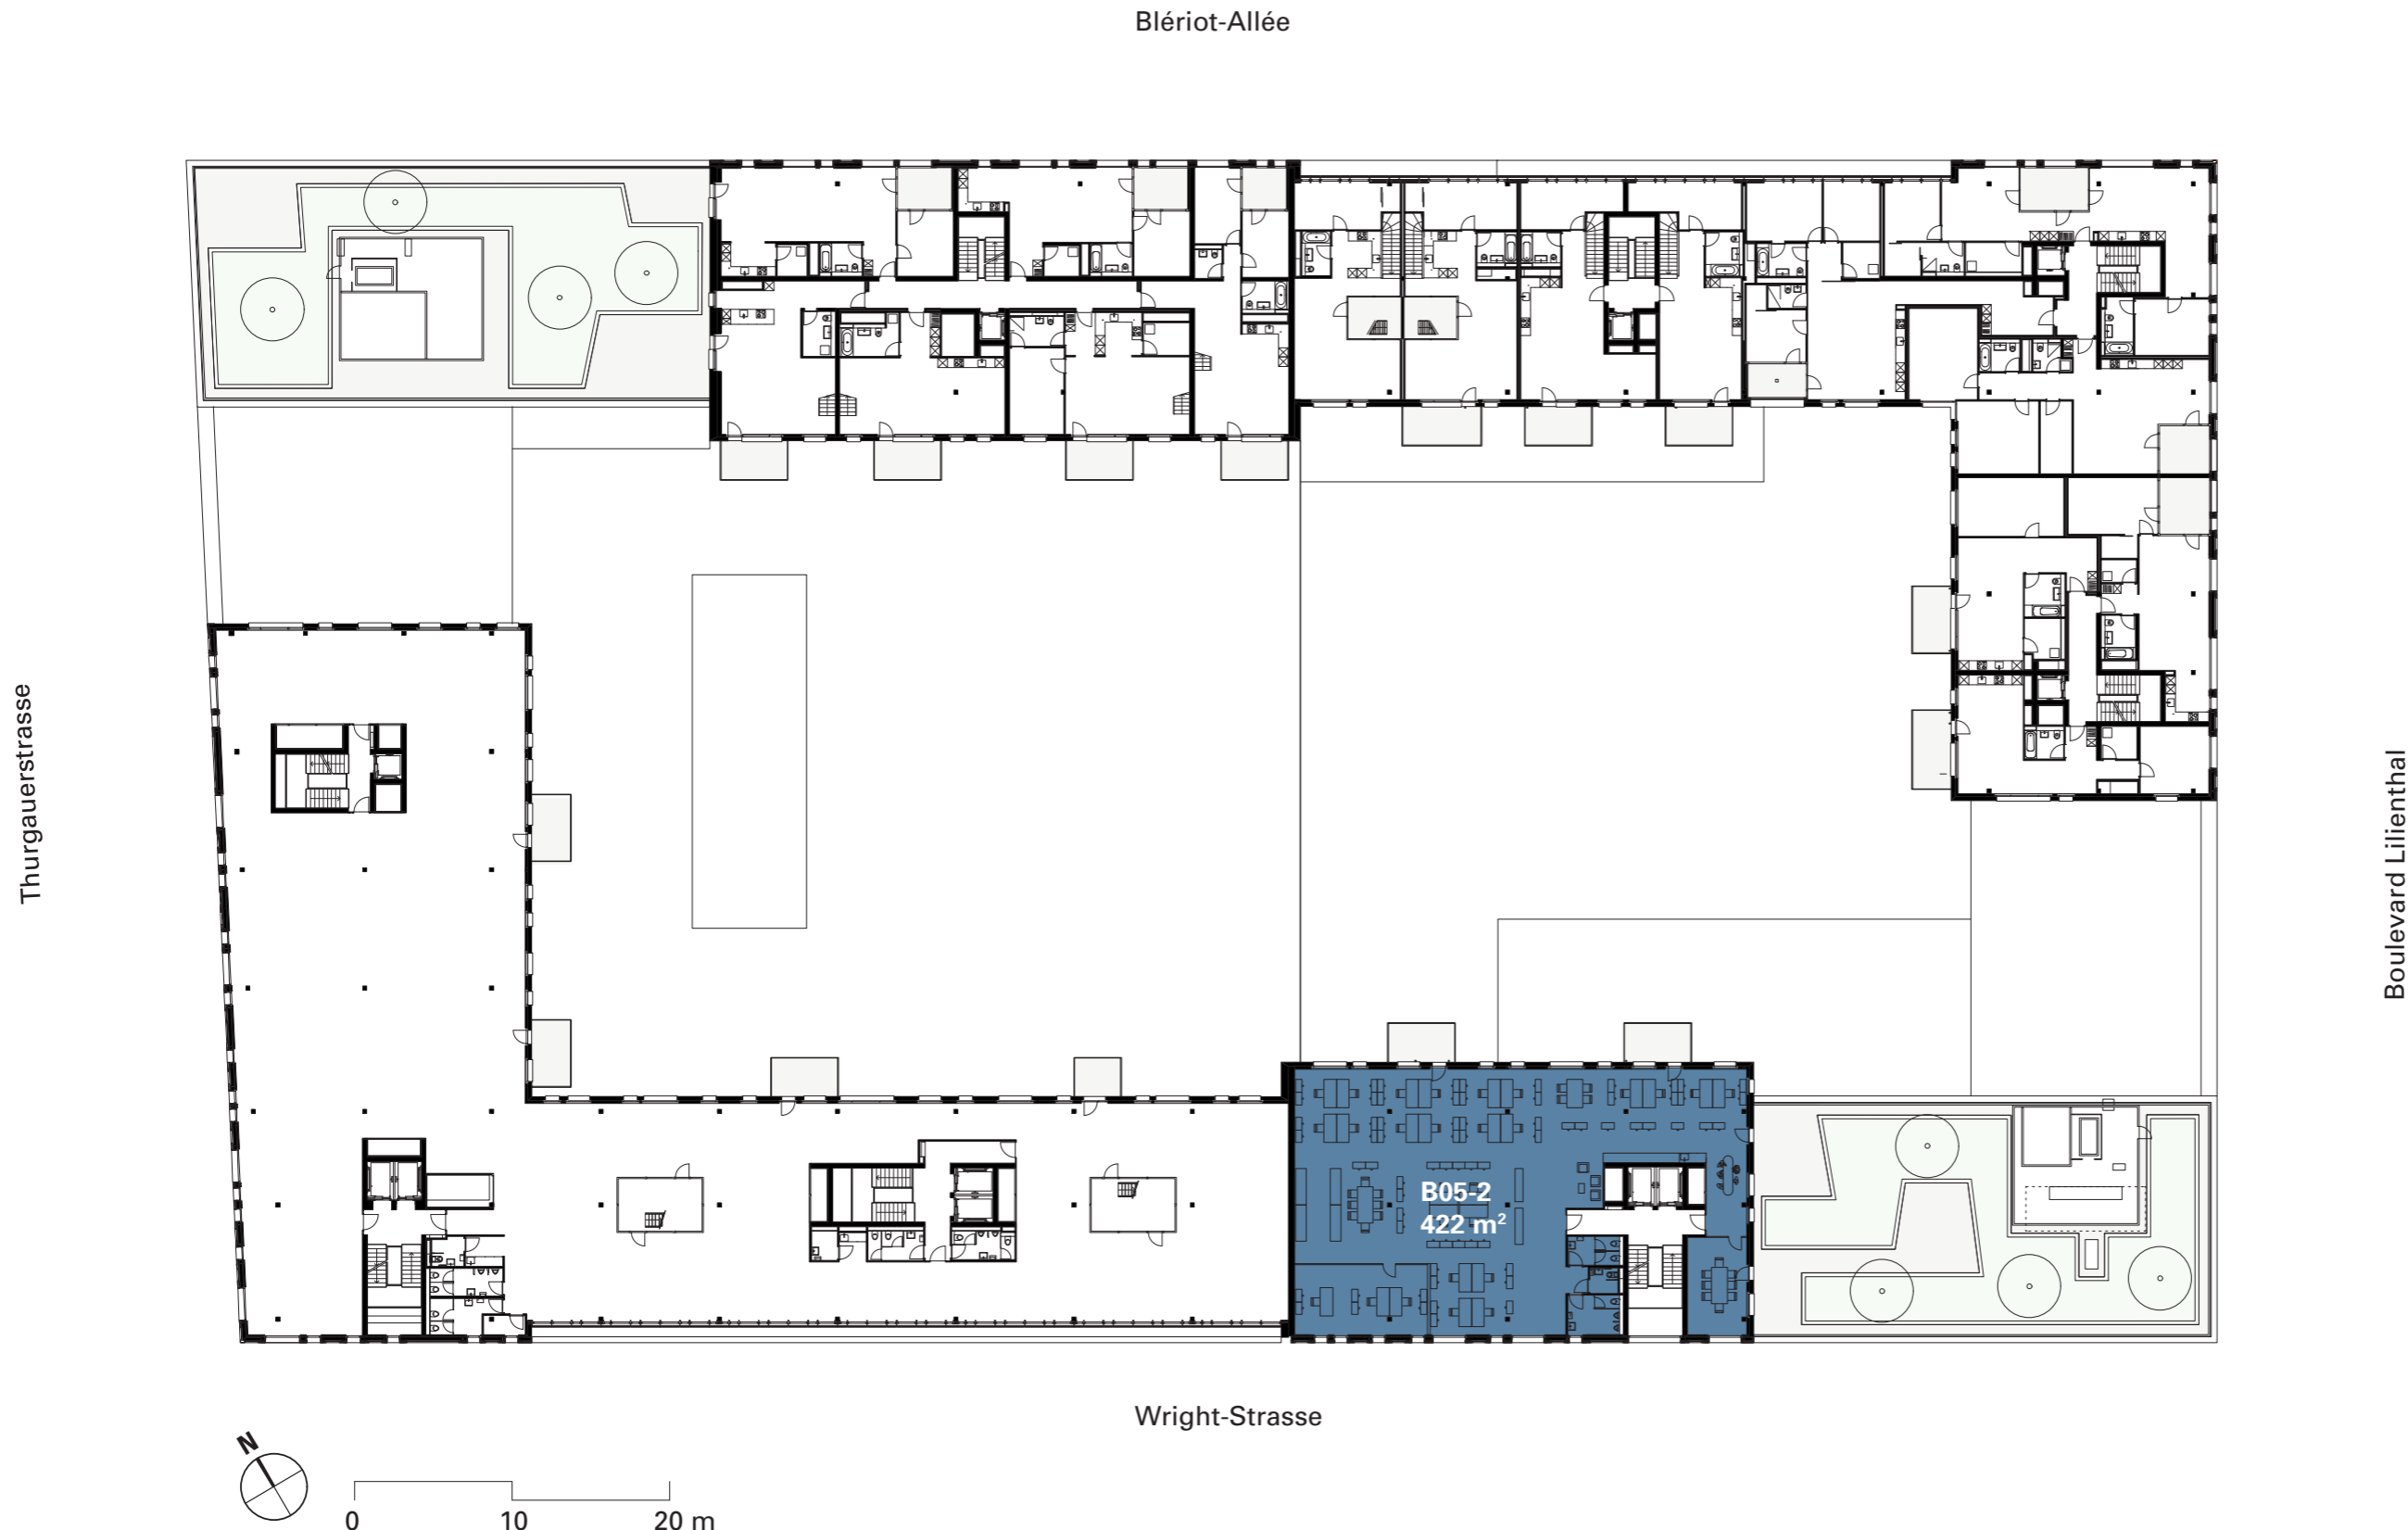 Blériot-Allée
Thurgauerstrasse
Boulevard Lilienthal
B05-2
422 m²
Wright-Strasse
N
0 10 20 m